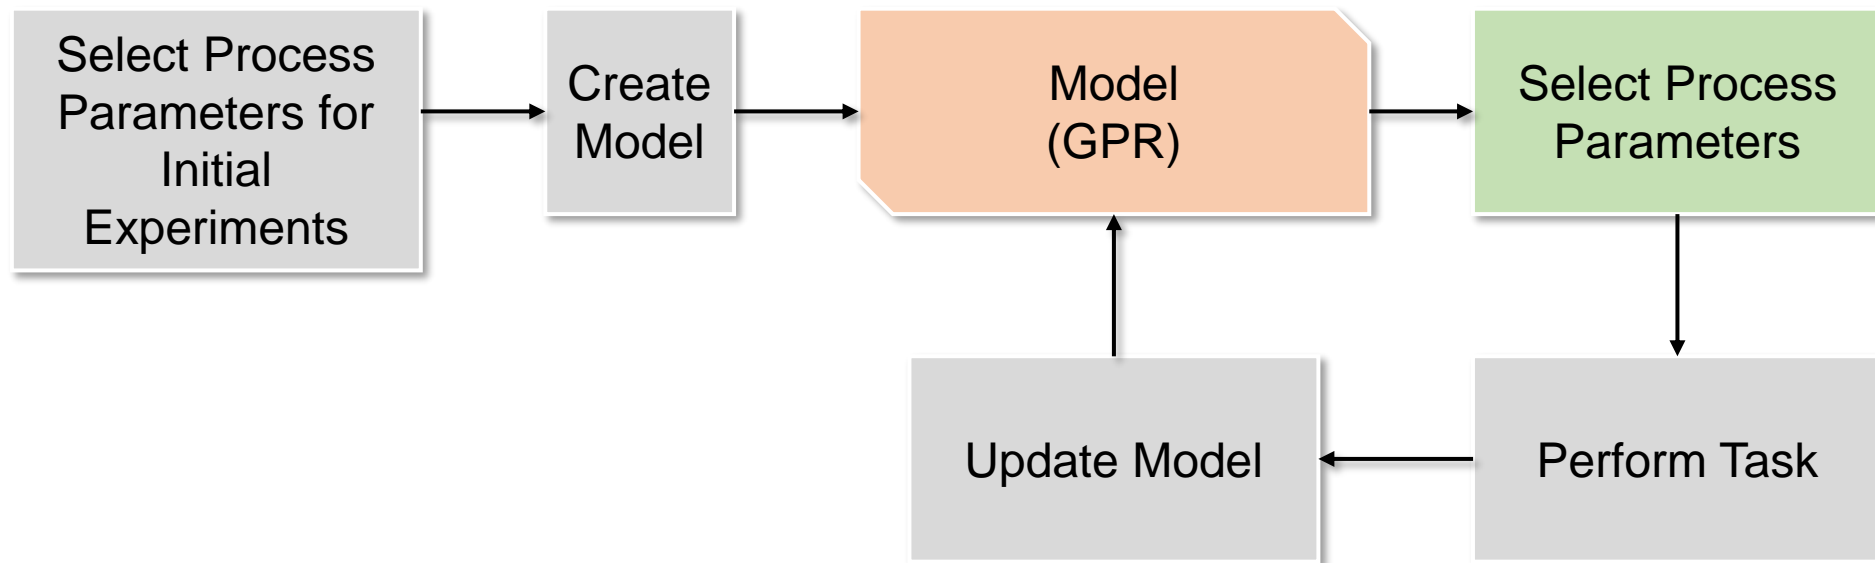 Select Process
Parameters for
Initial
Experiments
Create
Model
Model
(GPR)
Select Process
Parameters
Update Model
Perform Task